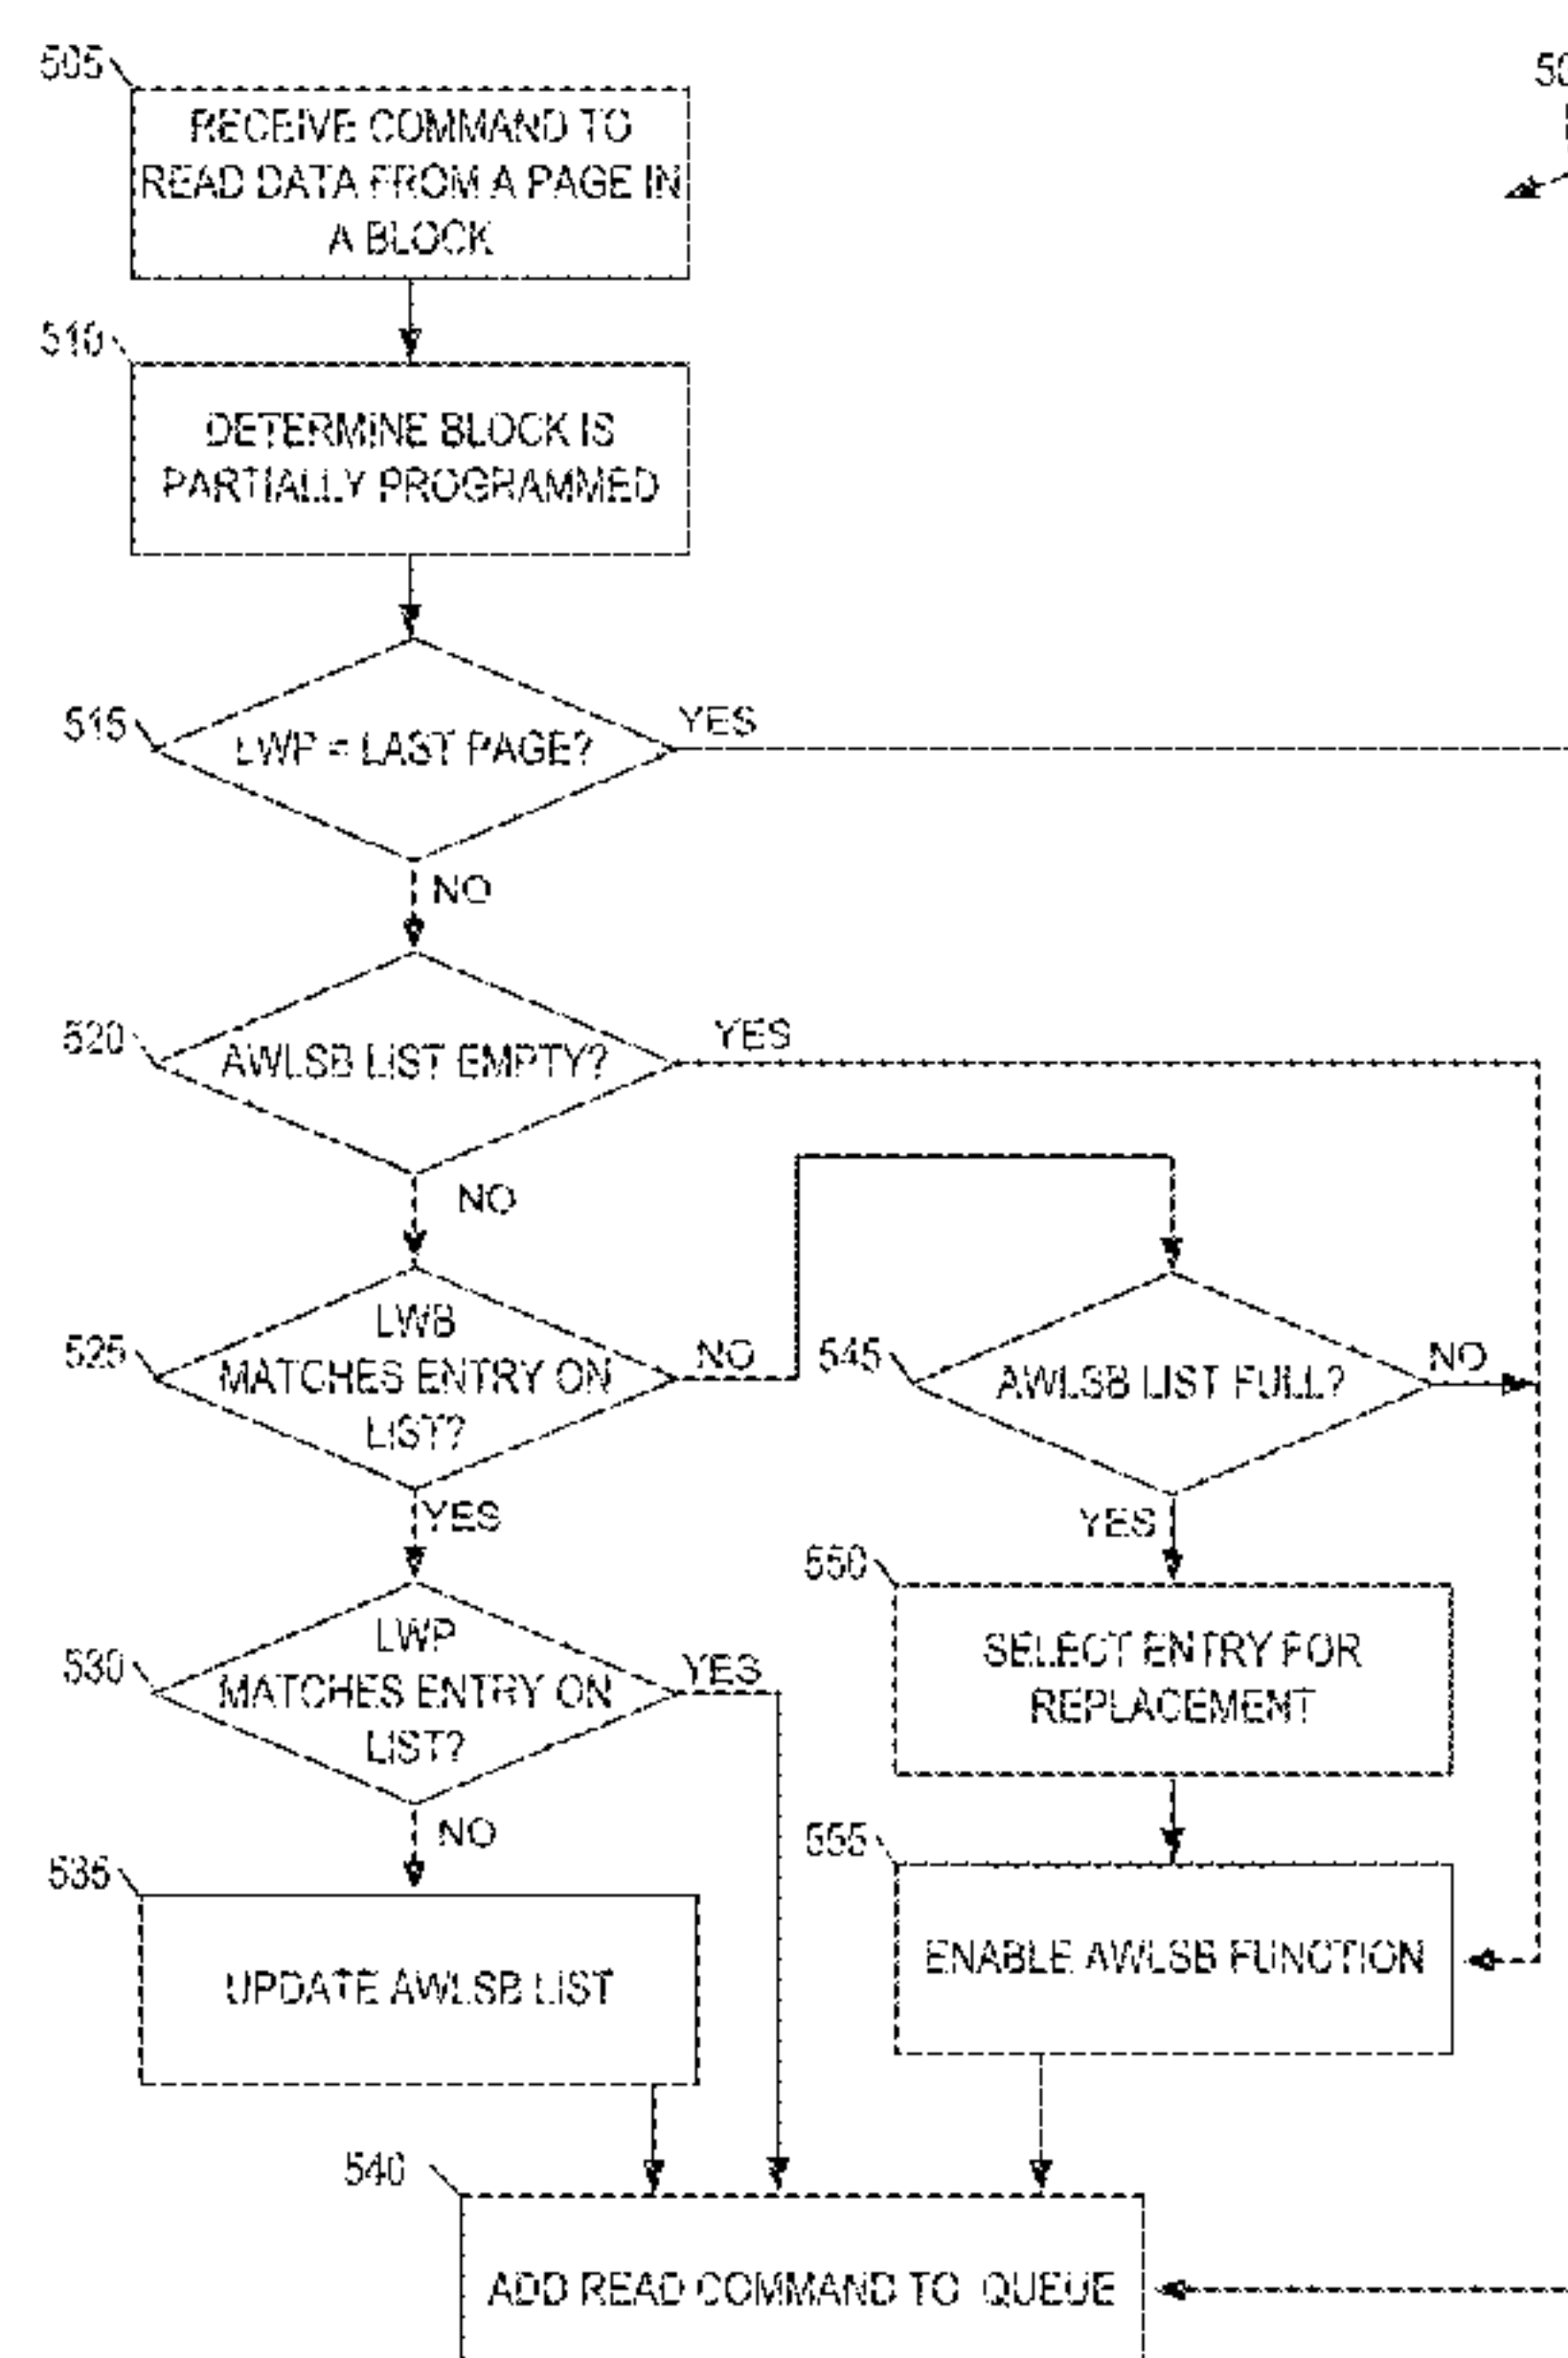 505
RECEIVE COMMAND TO
READ DATA FROM A PAGE IN
A BLOCK
510
DETERMINE BLOCK IS
PARTIALLY PROGRAMMED
515
LWP = LAST PAGE?
YES
NO
520
AWLSB LIST EMPTY?
YES
NO
525
LWB
MATCHES ENTRY ON
LIST?
NO
YES
545
AWLSB LIST FULL?
NO
YES
530
LWP
MATCHES ENTRY ON
LIST?
YES
NO
550
SELECT ENTRY FOR
REPLACEMENT
535
UPDATE AWLSB LIST
555
ENABLE AWLSB FUNCTION
540
ADD READ COMMAND TO QUEUE